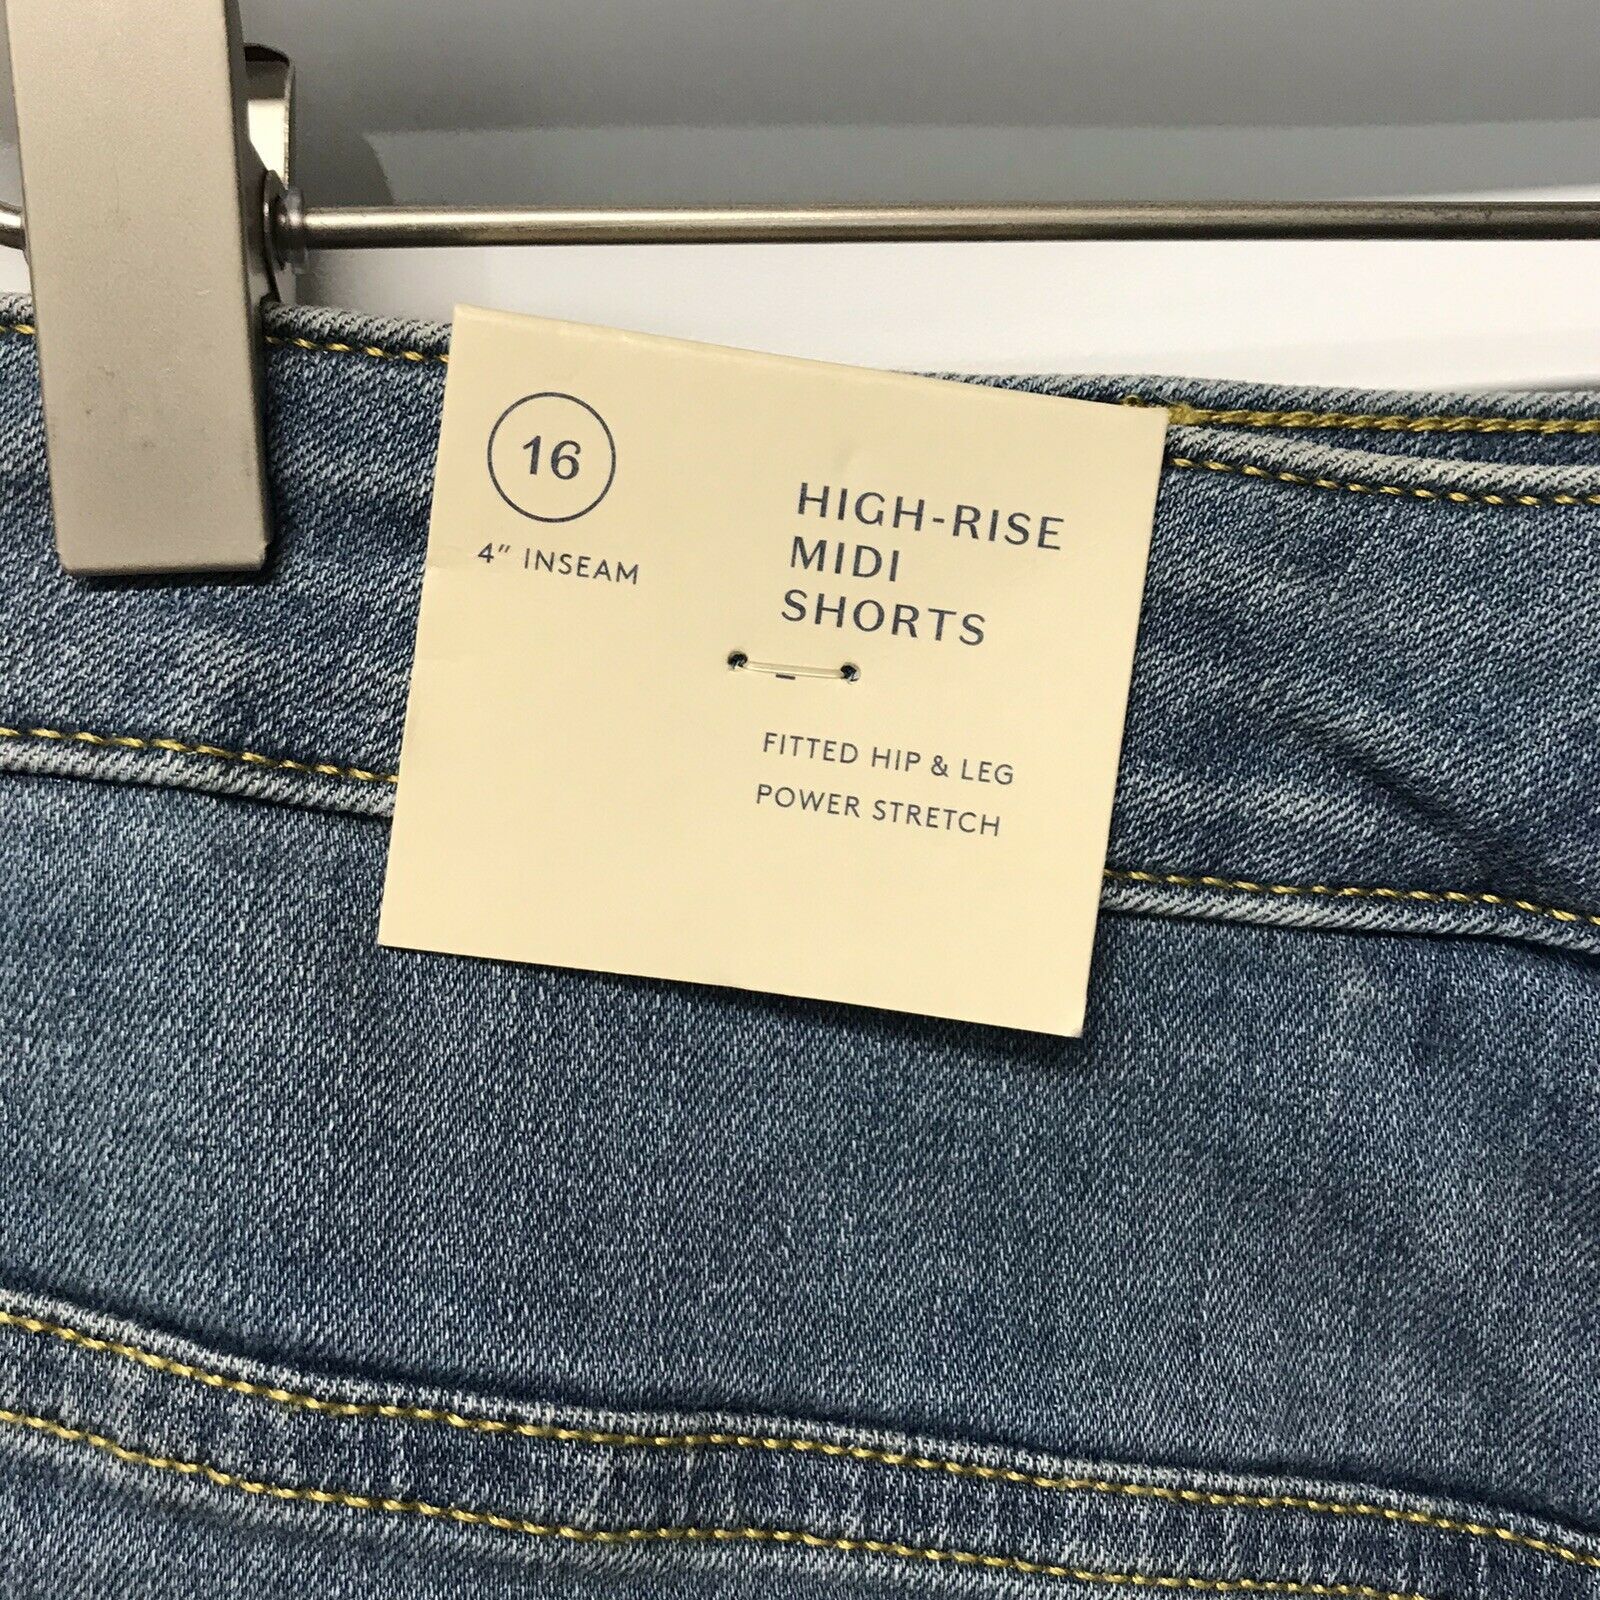 16
4" INSEAM
HIGH-RISE
MIDI
SHORTS
FITTED HIP & LEG
POWER STRETCH